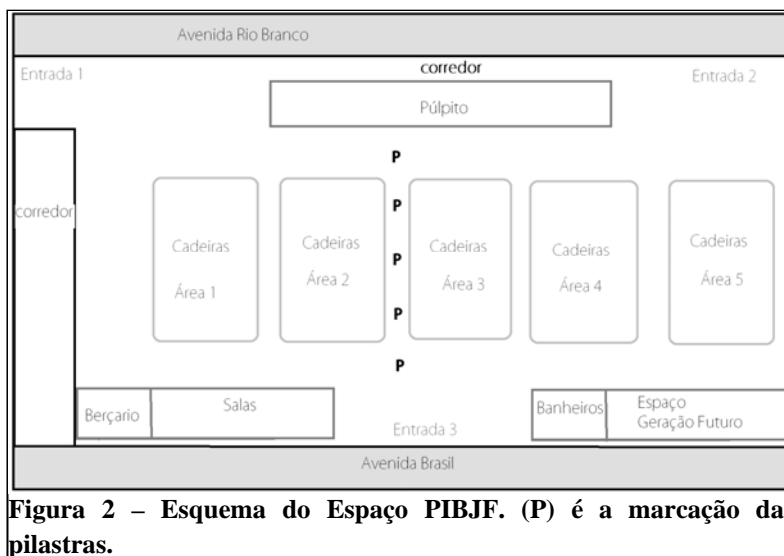 Avenida Rio Branco
Entrada 1
corredor
Entrada 2
Púlpito
P
corredor
P
Cadeiras
Área 1
Cadeiras
Área 2
P
Cadeiras
Área 3
Cadeiras
Área 4
Cadeiras
Área 5
P
P
Berçario
Salas
Entrada 3
Banheiros
Espaço
Geração Futuro
Avenida Brasil
Figura 2 – Esquema do Espaço PIBJF. (P) é a marcação da
pilastras.